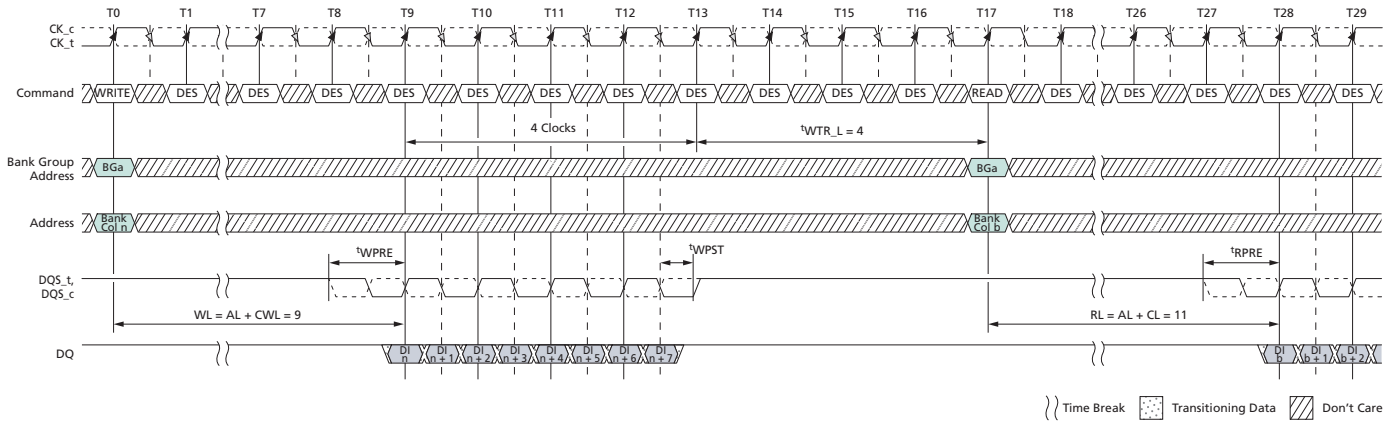 T0 T1 T7 T8 T9 T10 T11 T12 T13 T14 T15 T16 T17 T18 T26 T27 T28 T29
CK_c
CK_t
Command WRITE DES DES DES DES DES DES DES DES DES DES DES READ DES DES DES DES DES
4 Clocks tWTR_L = 4
Bank Group
Address
BGa BGa
Address
Bank
Col n
Bank
Col b
tWPRE tWPST tRPRE
DQS_t,
DQS_c
WL = AL + CWL = 9 RL = AL + CL = 11
DQ
DI DI DI DI DI DI DI DI DI DI DI
n n + 1 n + 2 n + 3 n + 4 n + 5 n + 6 n + 7 b b + 1 b + 2
Time Break Transitioning Data Don't Care